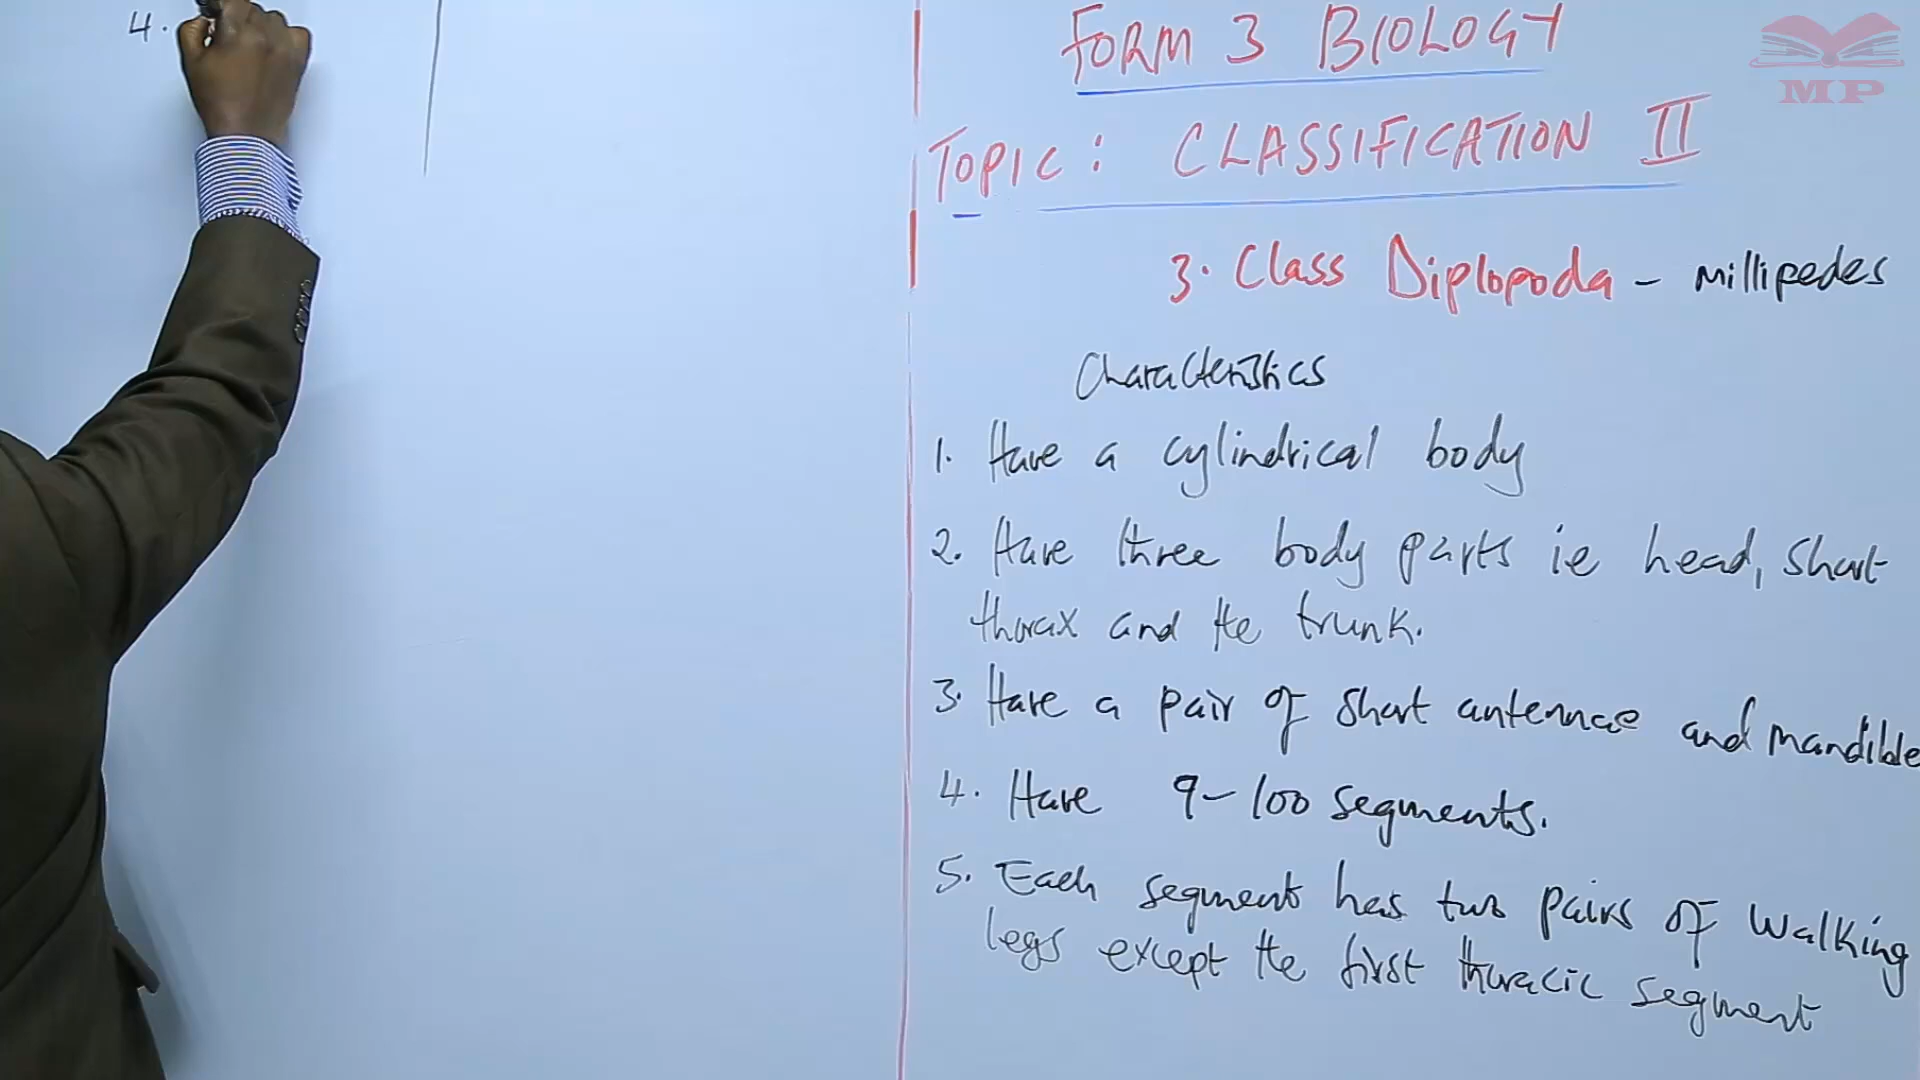 4.
FORM 3 BIOLOGY
MP
TOPIC: CLASSIFICATION II
3. Class Diplopoda - Millipedes
Characteristics
1. Have a cylindrical body
2. Have three body parts ie head, short
thorax and the trunk.
3. Have a pair of short antennae and mandible
4. Have 9-100 segments.
5. Each segment has two pairs of walking
legs except the first thoracic segment